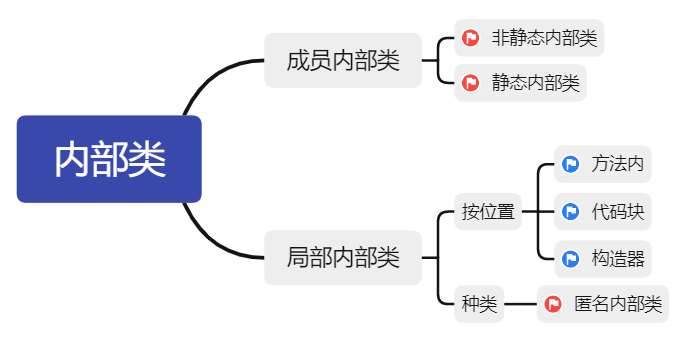 内部类
成员内部类
非静态内部类
静态内部类
局部内部类
按位置
方法内
代码块
构造器
种类
匿名内部类